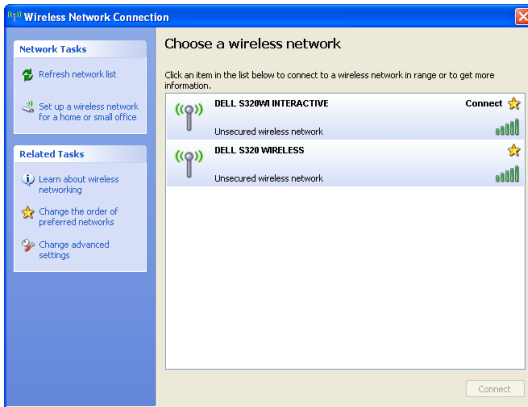 Wireless Network Connection
Network Tasks
Refresh network list
Set up a wireless network
for a home or small office
Related Tasks
Learn about wireless
networking
Change the order of
preferred networks
Change advanced
settings
Choose a wireless network
Click an item in the list below to connect to a wireless network in range or to get more
information.
DELL S320WI INTERACTIVE Connect
Unsecured wireless network
DELL S320 WIRELESS
Unsecured wireless network
Connect